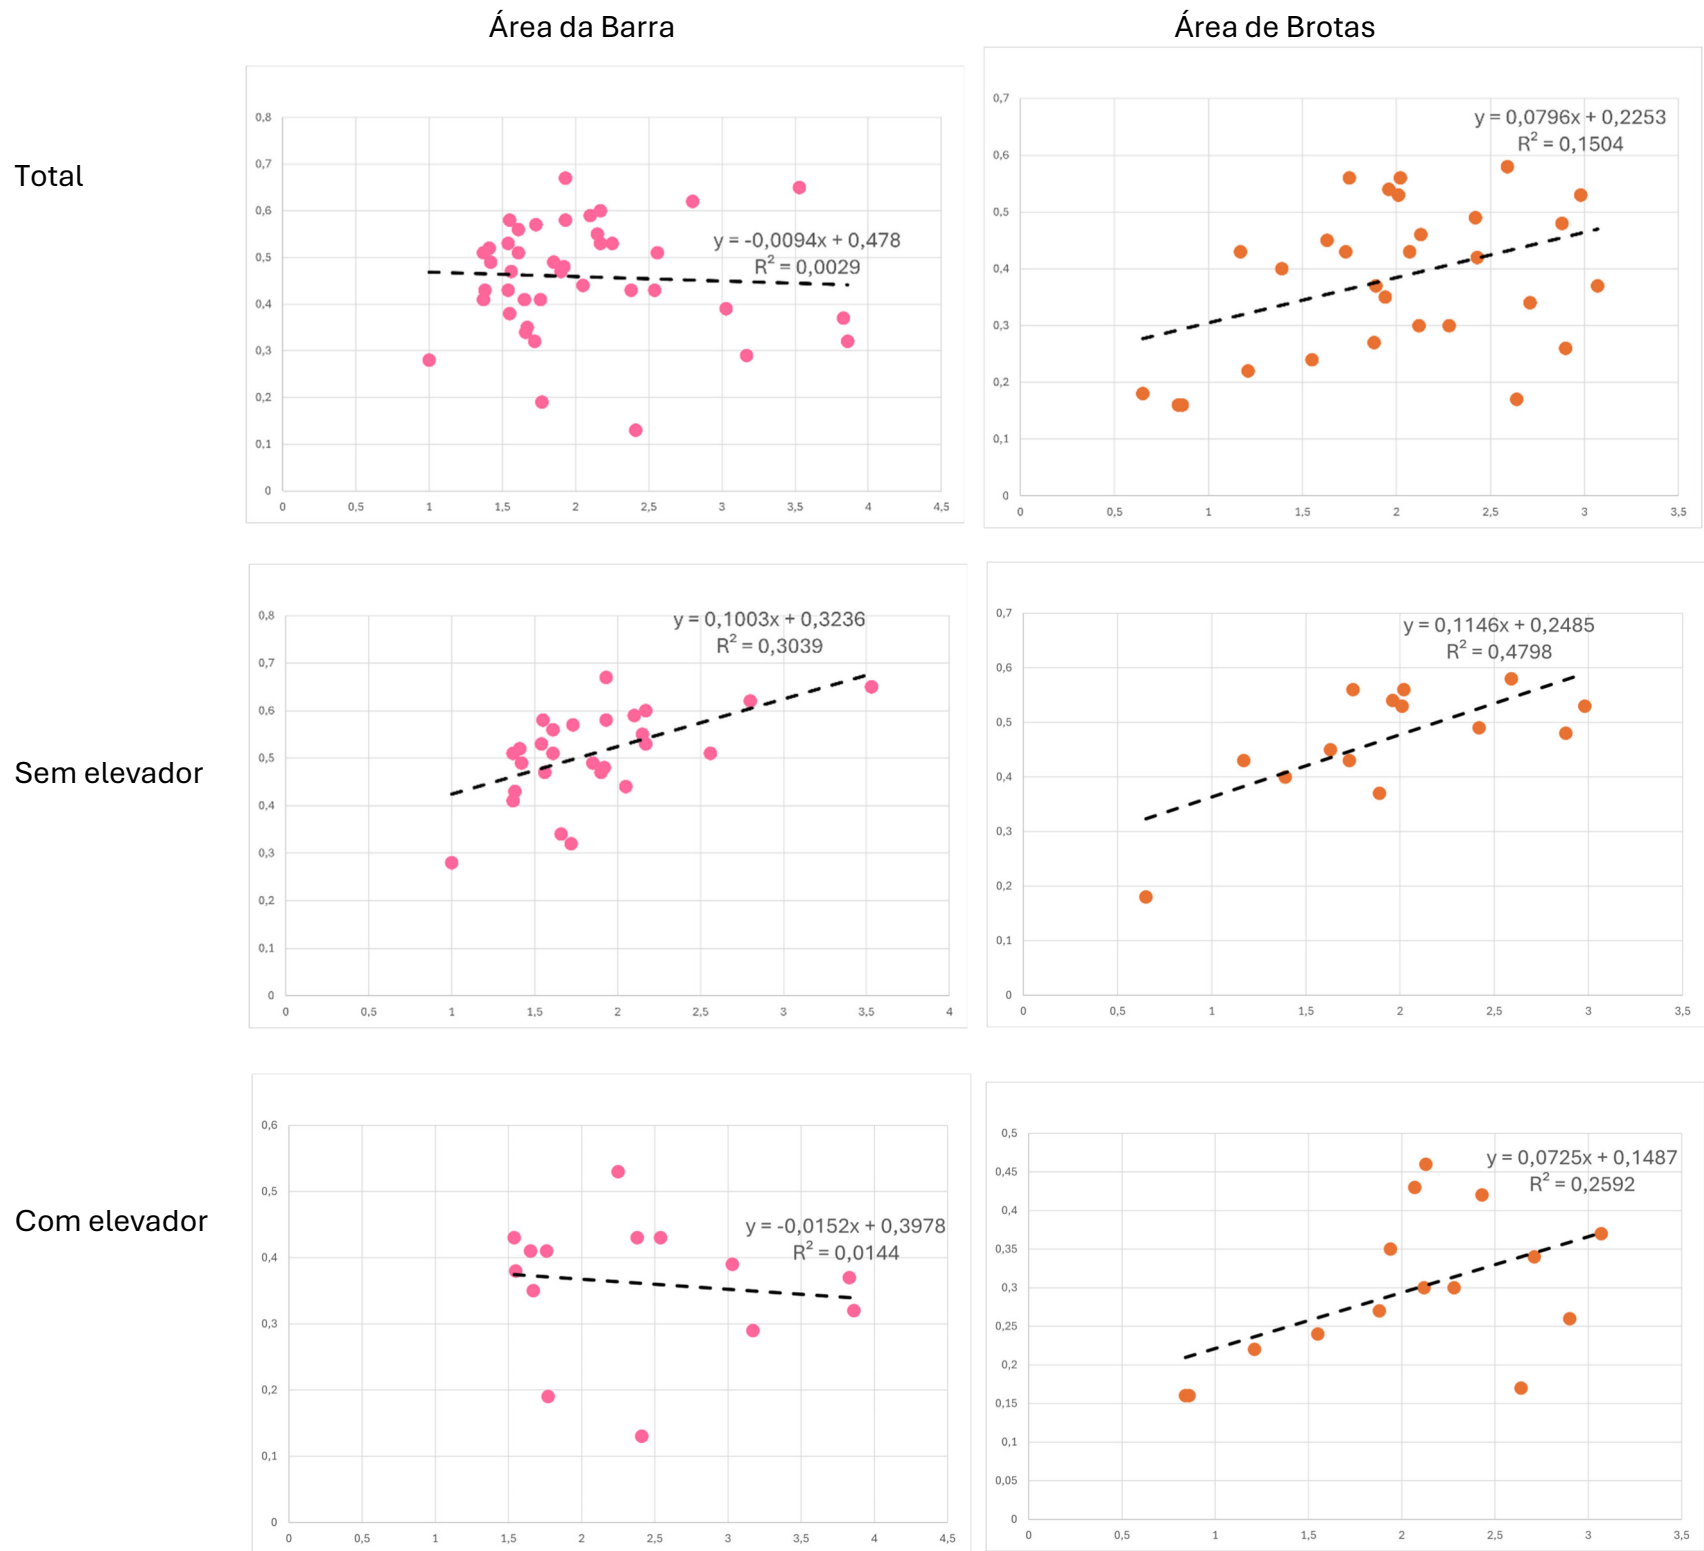 Área da Barra
Área de Brotas
Total
0,8
0,7
0,6
0,5
0,4
0,3
0,2
0,1
0
0 0,5 1 1,5 2 2,5 3 3,5 4 4,5
y = -0,0094x + 0,478
R² = 0,0029
0,7
0,6
0,5
0,4
0,3
0,2
0,1
0
0 0,5 1 1,5 2 2,5 3 3,5
y = 0,0796x + 0,2253
R² = 0,1504
Sem elevador
0,8
0,7
0,6
0,5
0,4
0,3
0,2
0,1
0
0 0,5 1 1,5 2 2,5 3 3,5 4
y = 0,1003x + 0,3236
R² = 0,3039
0,7
0,6
0,5
0,4
0,3
0,2
0,1
0
0 0,5 1 1,5 2 2,5 3 3,5
y = 0,1146x + 0,2485
R² = 0,4798
Com elevador
0,6
0,5
0,4
0,3
0,2
0,1
0
0 0,5 1 1,5 2 2,5 3 3,5 4 4,5
y = -0,0152x + 0,3978
R² = 0,0144
0,5
0,45
0,4
0,35
0,3
0,25
0,2
0,15
0,1
0,05
0
0 0,5 1 1,5 2 2,5 3 3,5
y = 0,0725x + 0,1487
R² = 0,2592